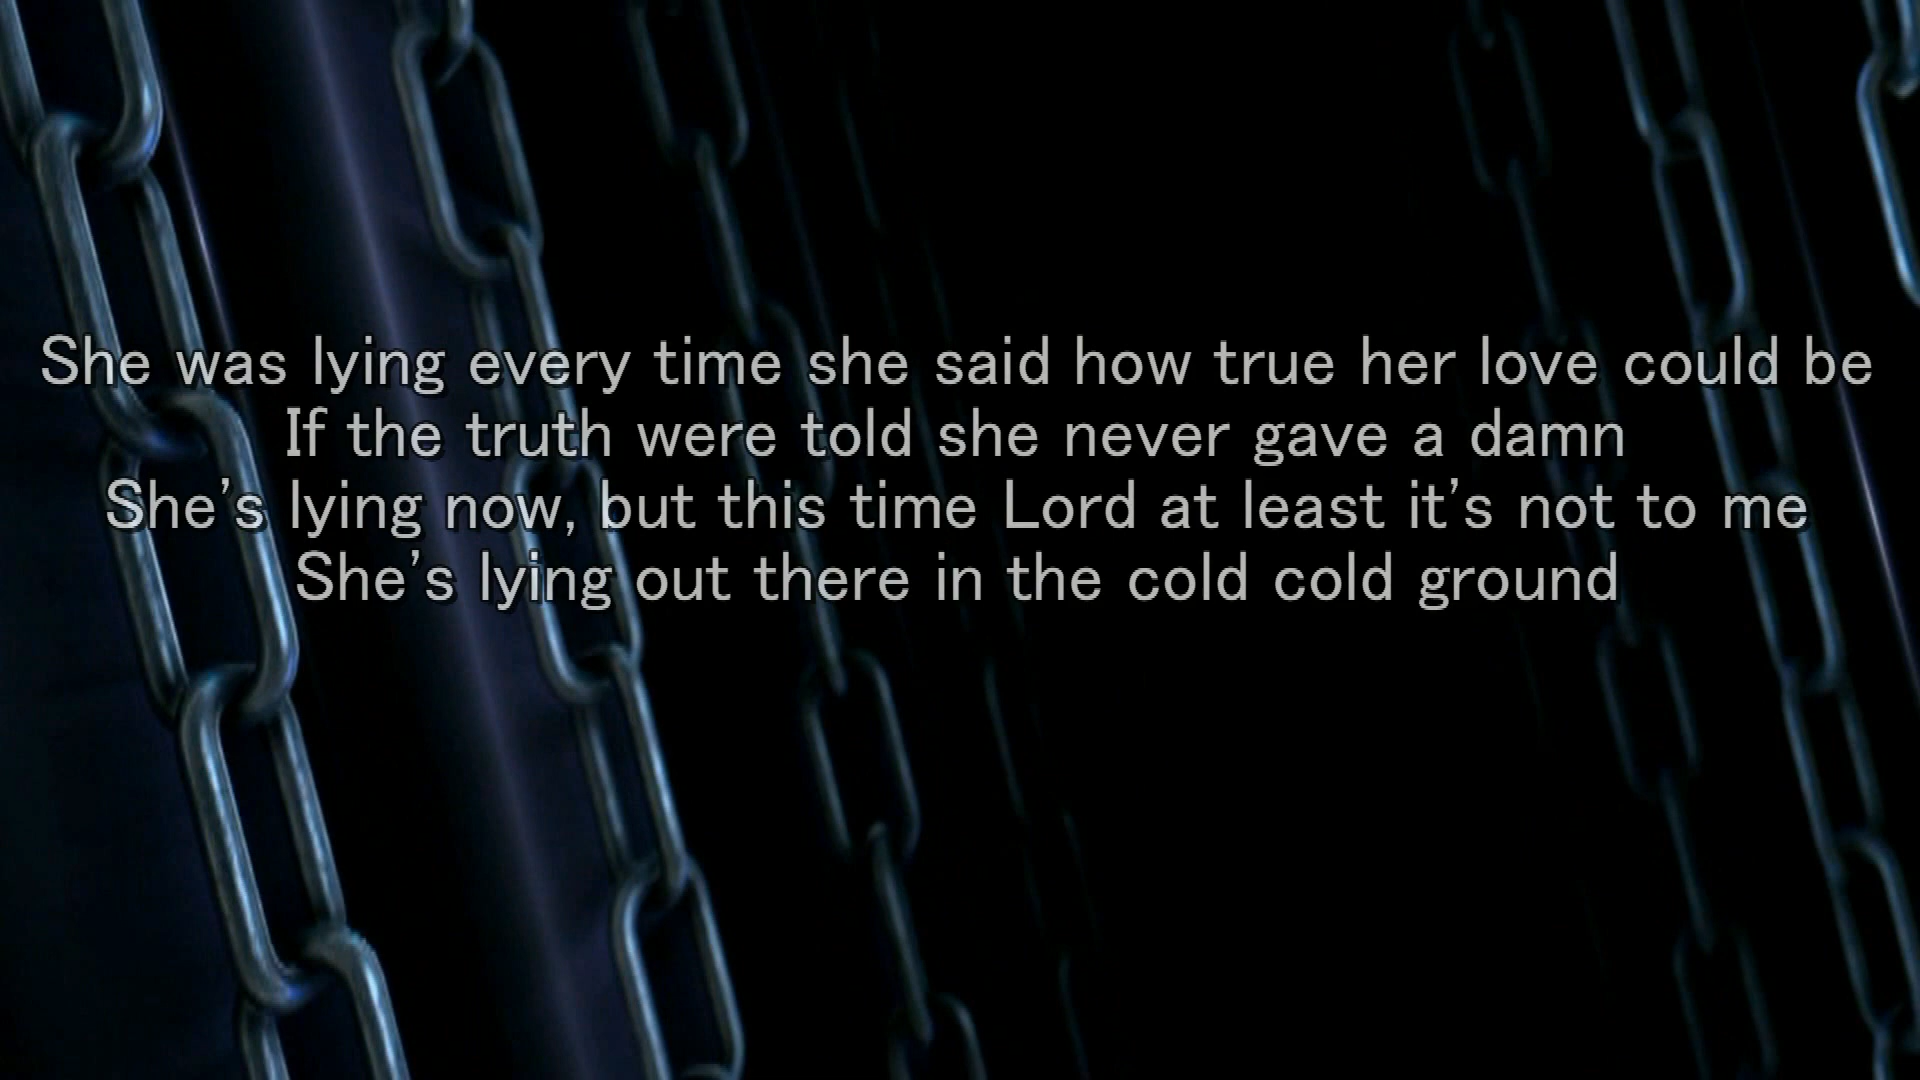 She was lying every time she said how true her love could be
If the truth were told she never gave a damn
She's lying now, but this time Lord at least it's not to me
She's lying out there in the cold cold ground